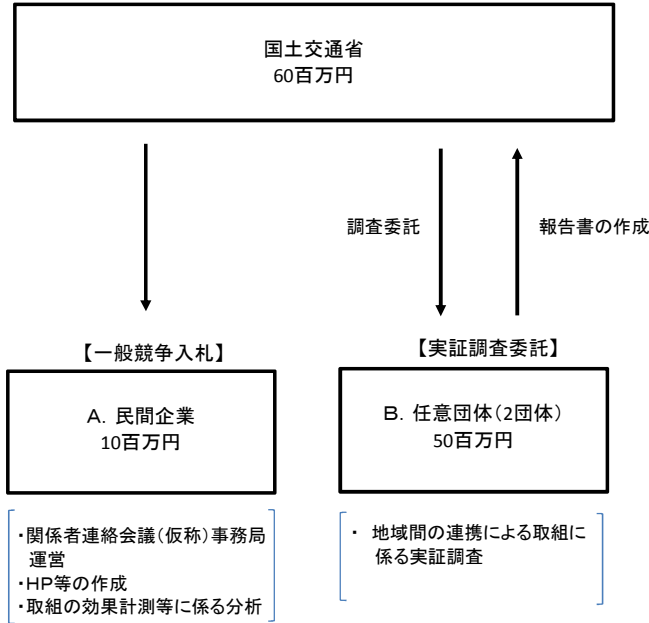 国土交通省
60百万円
調査委託
報告書の作成
【一般競争入札】
【実証調査委託】
A. 民間企業
10百万円
B. 任意団体(2団体)
50百万円
・関係者連絡会議(仮称)事務局
運営
・HP等の作成
・取組の効果計測等に係る分析
・ 地域間の連携による取組に
係る実証調査